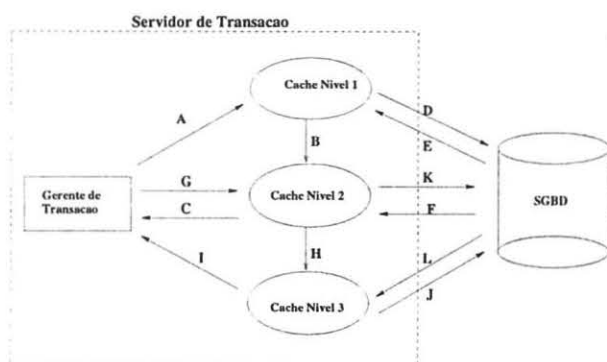 Servidor de Transacao
Cache Nivel 1
A
D
E
B
Gerente de
Transacao
G
C
Cache Nivel 2
K
F
SGBD
I
H
L
J
Cache Nivel 3